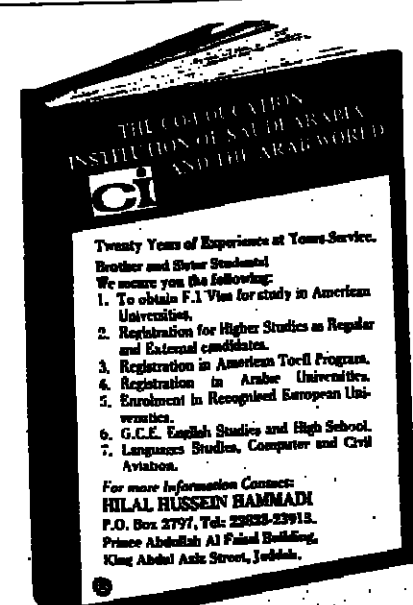 THE CO-EDUCATION
INSTITUTION OF SAUDI ARABIA
AND THE ARAB WORLD
ci
Twenty Years of Experience at Yours Service.
Brother and Sister Students!
We assure you the following:
1. To obtain F.1 Visa for study in American
Universities,
2. Registration for Higher Studies as Regular
and External candidates.
3. Registration in American Toefl Program.
4. Registration in Arabic Universities.
5. Enrolment in Recognised European Uni-
versities.
6. G.C.E. English Studies and High School.
7. Languages Studies, Computer and Civil
Aviation.
For more Information Contact:
HILAL HUSSEIN HAMMADI
P.O. Box 2797, Tel: 23828-23913.
Prince Abdullah Al Faisal Building,
King Abdul Aziz Street, Jeddah.